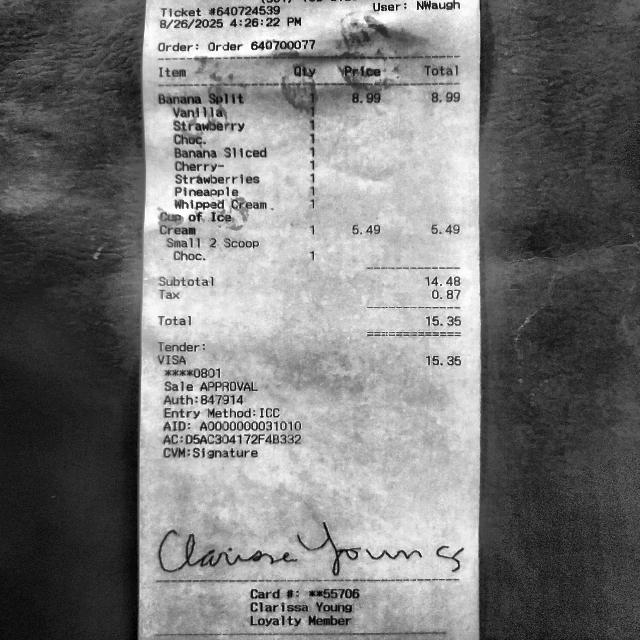 User: NWaugh
Ticket #640724539
8/26/2025 4:26:22 PM
Order: Order 640700077
Item Qty Price Total
Banana Split 1 8.99 8.99
Vanilla 1
Strawberry 1
Choc. 1
Banana Sliced 1
Cherry- 1
Strawberries 1
Pineapple 1
Whipped Cream 1
Cup of Ice
Cream 1 5.49 5.49
Small 2 Scoop
Choc. 1
Subtotal 14.48
Tax 0.87
Total 15.35
Tender:
VISA 15.35
****0801
Sale APPROVAL
Auth:847914
Entry Method:ICC
AID: A0000000031010
AC:D5AC304172F4B332
CVM:Signature
Clarissa Young
Card #: **55706
Clarissa Young
Loyalty Member